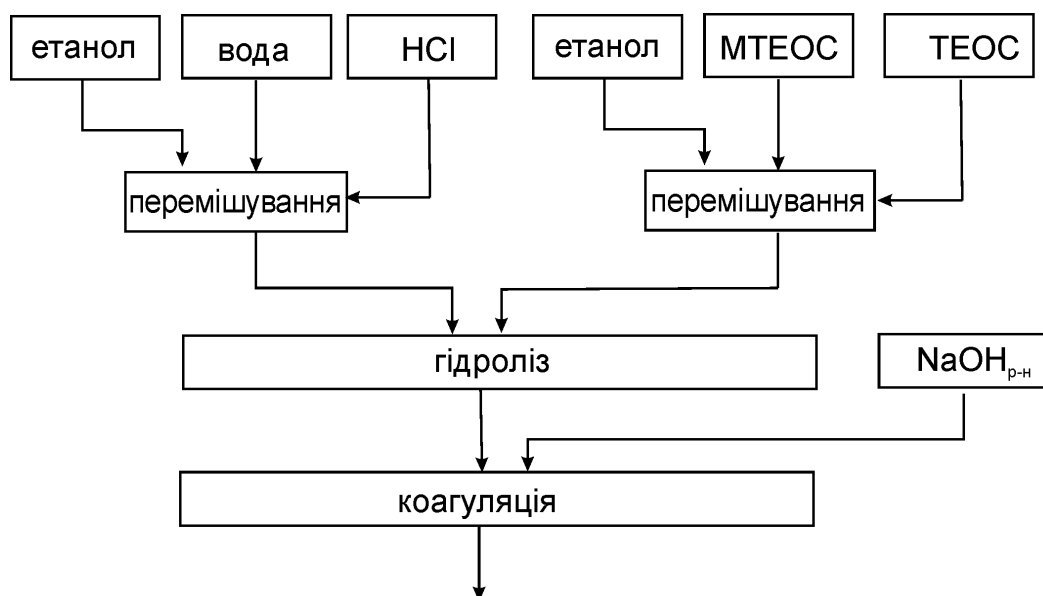 етанол
вода
HCl
етанол
МТЕОС
ТЕОС
перемішування
перемішування
гідроліз
NaOHр-н
коагуляція